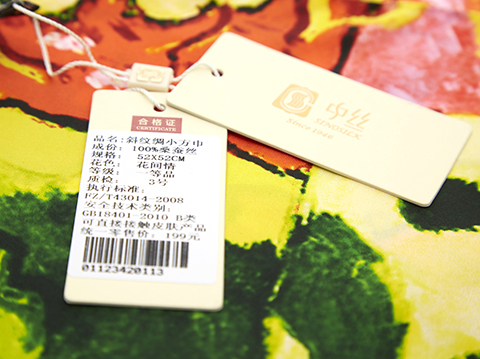 合格证
CERTIFICATE
品名:斜纹绸小方巾
成份: 100%桑蚕丝
规格: 52X52CM
花色: 花间情
等级: 一等品
质检: 3号
执行标准:
FZ/T43014-2008
安全技术类别:
GB18401-2010 B类
可直接接触皮肤产品
统一零售价: 199元
01123420113
Since 1946